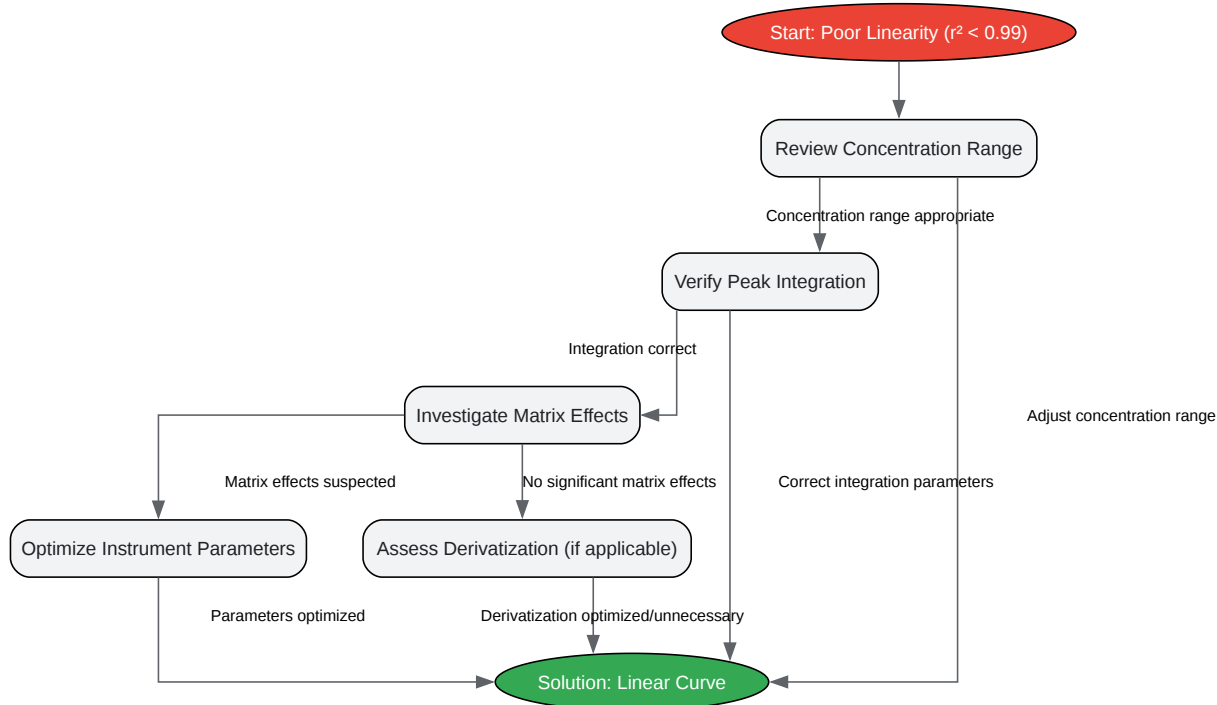 Start: Poor Linearity (r² < 0.99)
Review Concentration Range
Concentration range appropriate
Verify Peak Integration
Integration correct
Investigate Matrix Effects
Adjust concentration range
Matrix effects suspected
No significant matrix effects
Correct integration parameters
Optimize Instrument Parameters
Assess Derivatization (if applicable)
Parameters optimized
Derivatization optimized/unnecessary
Solution: Linear Curve